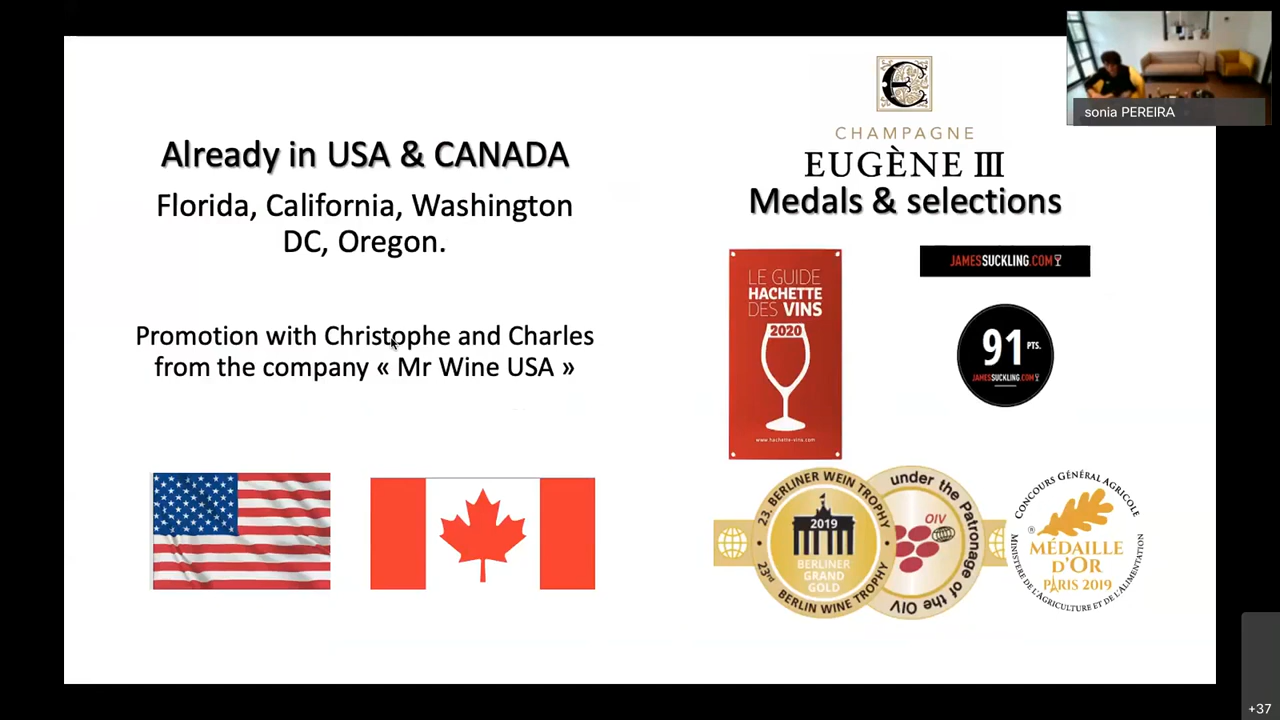 Already in USA & CANADA
Florida, California, Washington
DC, Oregon.
Promotion with Christophe and Charles
from the company « Mr Wine USA »
CHAMPAGNE
EUGÈNE III
Medals & selections
LE GUIDE
HACHETTE
DES VINS
2020
www.hachette-vins.com
JAMESSUCKLING.COM
91 PTS.
JAMESSUCKLING.COM
23. BERLINER WEIN TROPHY
2019
BERLINER
GRAND
GOLD
23rd BERLIN WINE TROPHY
under the Patronage of the OIV
OIV
CONCOURS GÉNÉRAL AGRICOLE
®
MÉDAILLE
D'OR
PARIS 2019
MINISTÈRE DE L'AGRICULTURE ET DE L'ALIMENTATION
sonia PEREIRA
+37